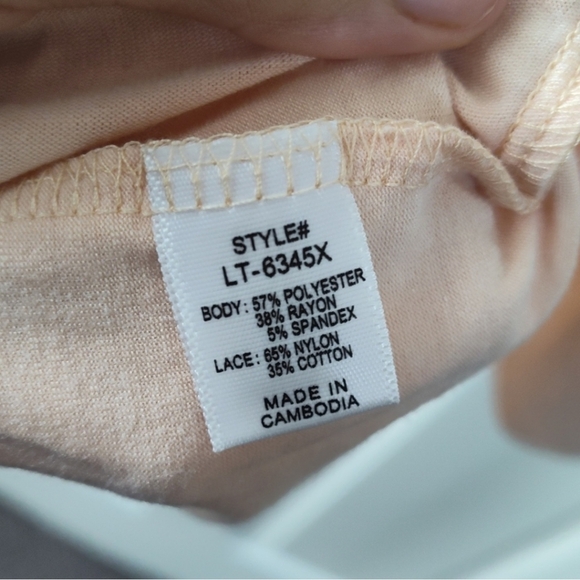 STYLE#
LT-6345X
BODY: 57% POLYESTER
38% RAYON
5% SPANDEX
LACE: 65% NYLON
35% COTTON
MADE IN
CAMBODIA